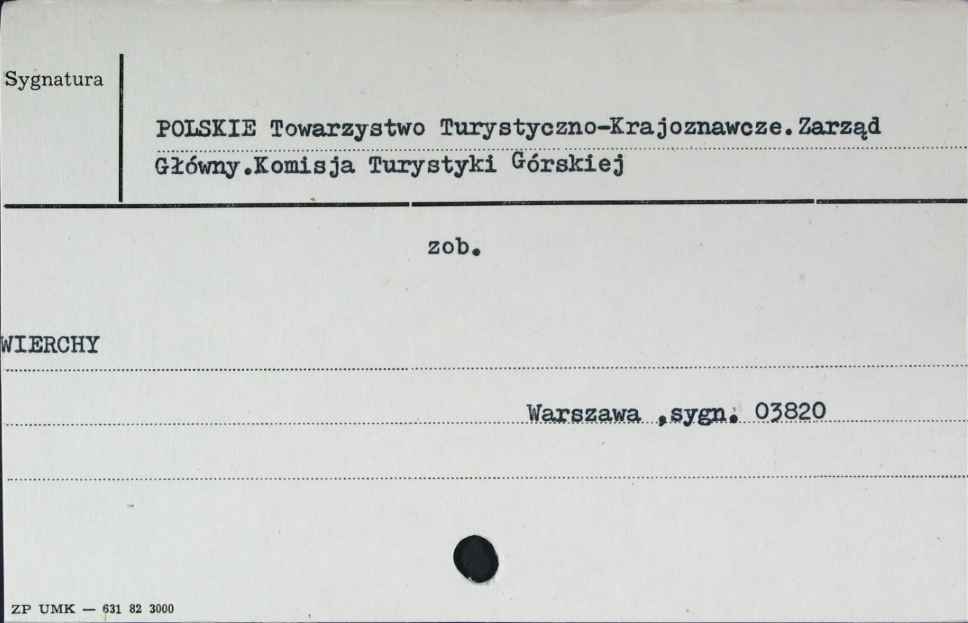 Sygnatura
POLSKIE Towarzystwo Turystyczno-Krajoznawcze.Zarząd
Główny.Komisja Turystyki Górskiej
zob.
WIERCHY
Warszawa ,sygn. 03820
ZP UMK — 631 82 3000